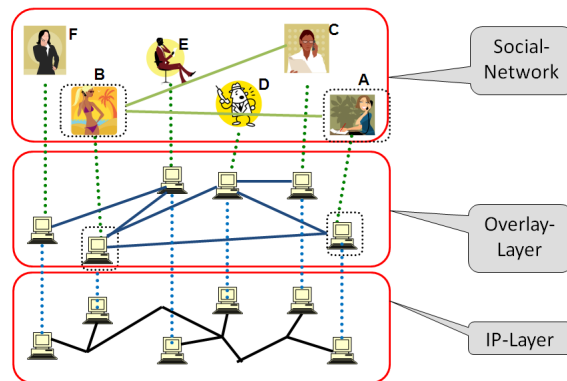 F
E
C
B
D
A
Social-
Network
Overlay-
Layer
IP-Layer